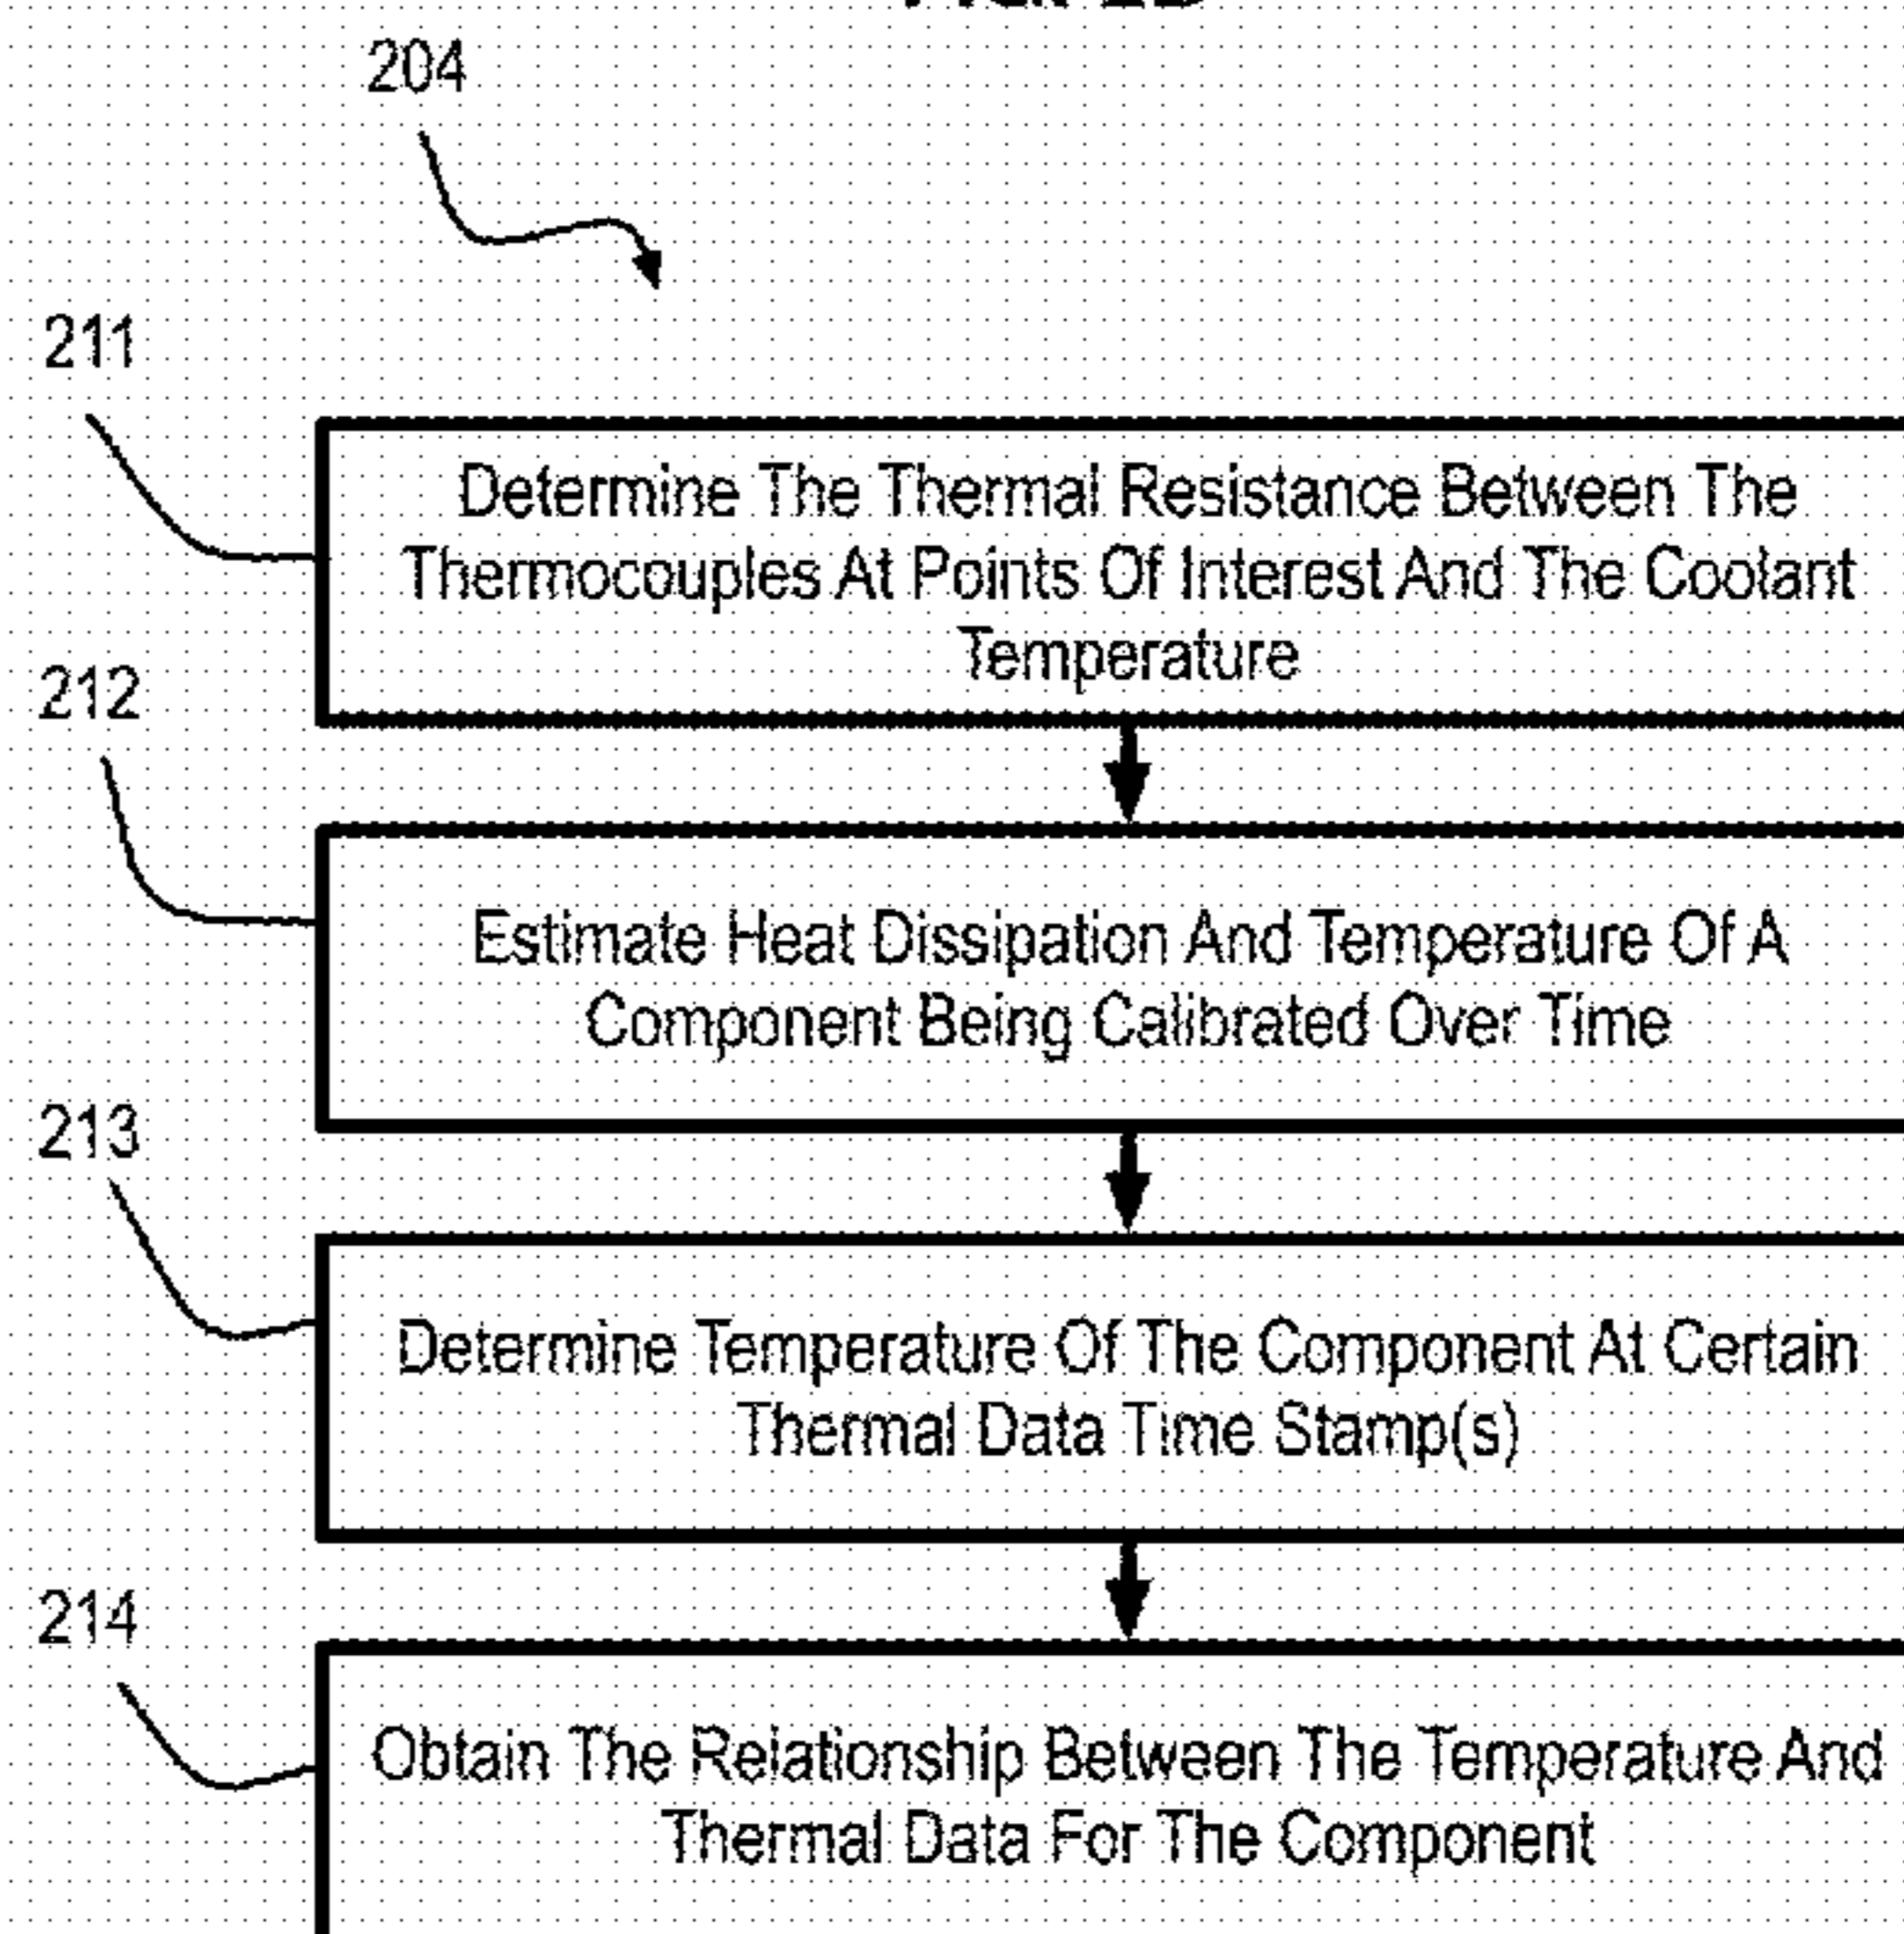 204
211
Determine The Thermal Resistance Between The
Thermocouples At Points Of Interest And The Coolant
Temperature
212
Estimate Heat Dissipation And Temperature Of A
Component Being Calibrated Over Time
213
Determine Temperature Of The Component At Certain
Thermal Data Time Stamp(s)
214
Obtain The Relationship Between The Temperature And
Thermal Data For The Component